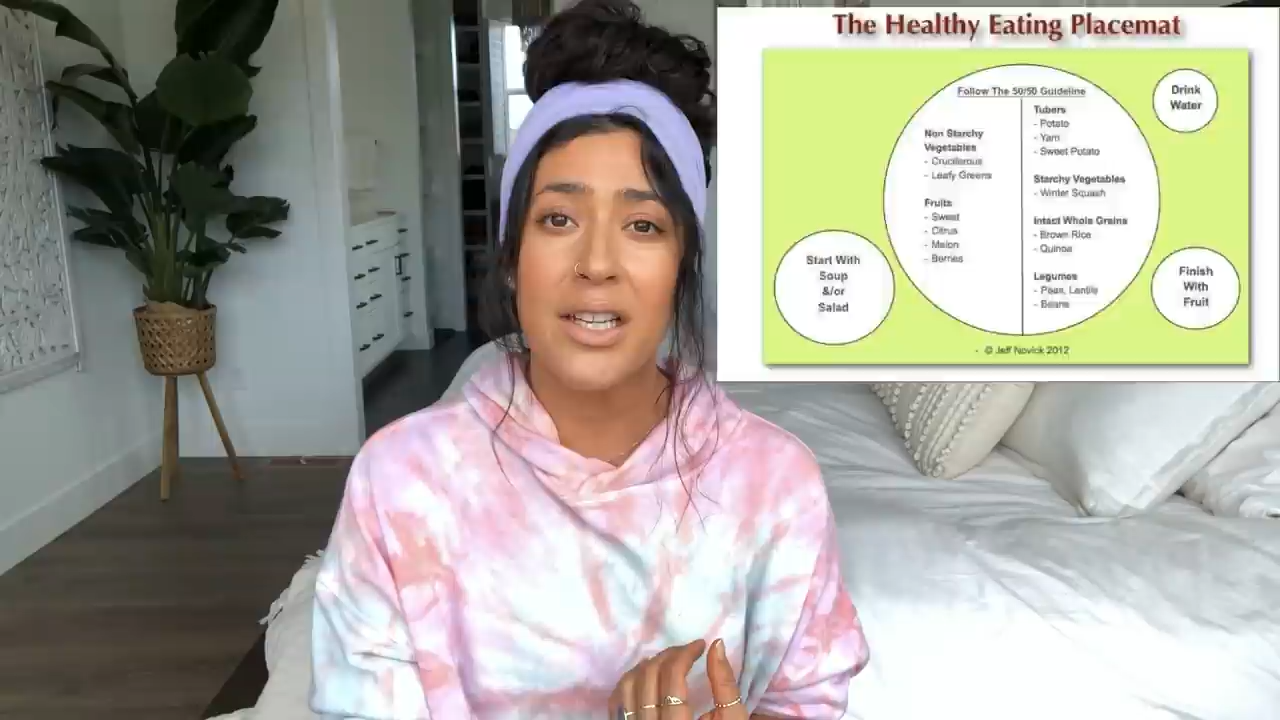 The Healthy Eating Placemat
Follow The 50/50 Guideline
Non Starchy
Vegetables
- Cruciferous
- Leafy Greens
Fruits
- Sweet
- Citrus
- Melon
- Berries
Tubers
- Potato
- Yam
- Sweet Potato
Starchy Vegetables
- Winter Squash
Intact Whole Grains
- Brown Rice
- Quinoa
Legumes
- Peas, Lentils
- Beans
Drink
Water
Start With
Soup
&/or
Salad
Finish
With
Fruit
- © Jeff Novick 2012